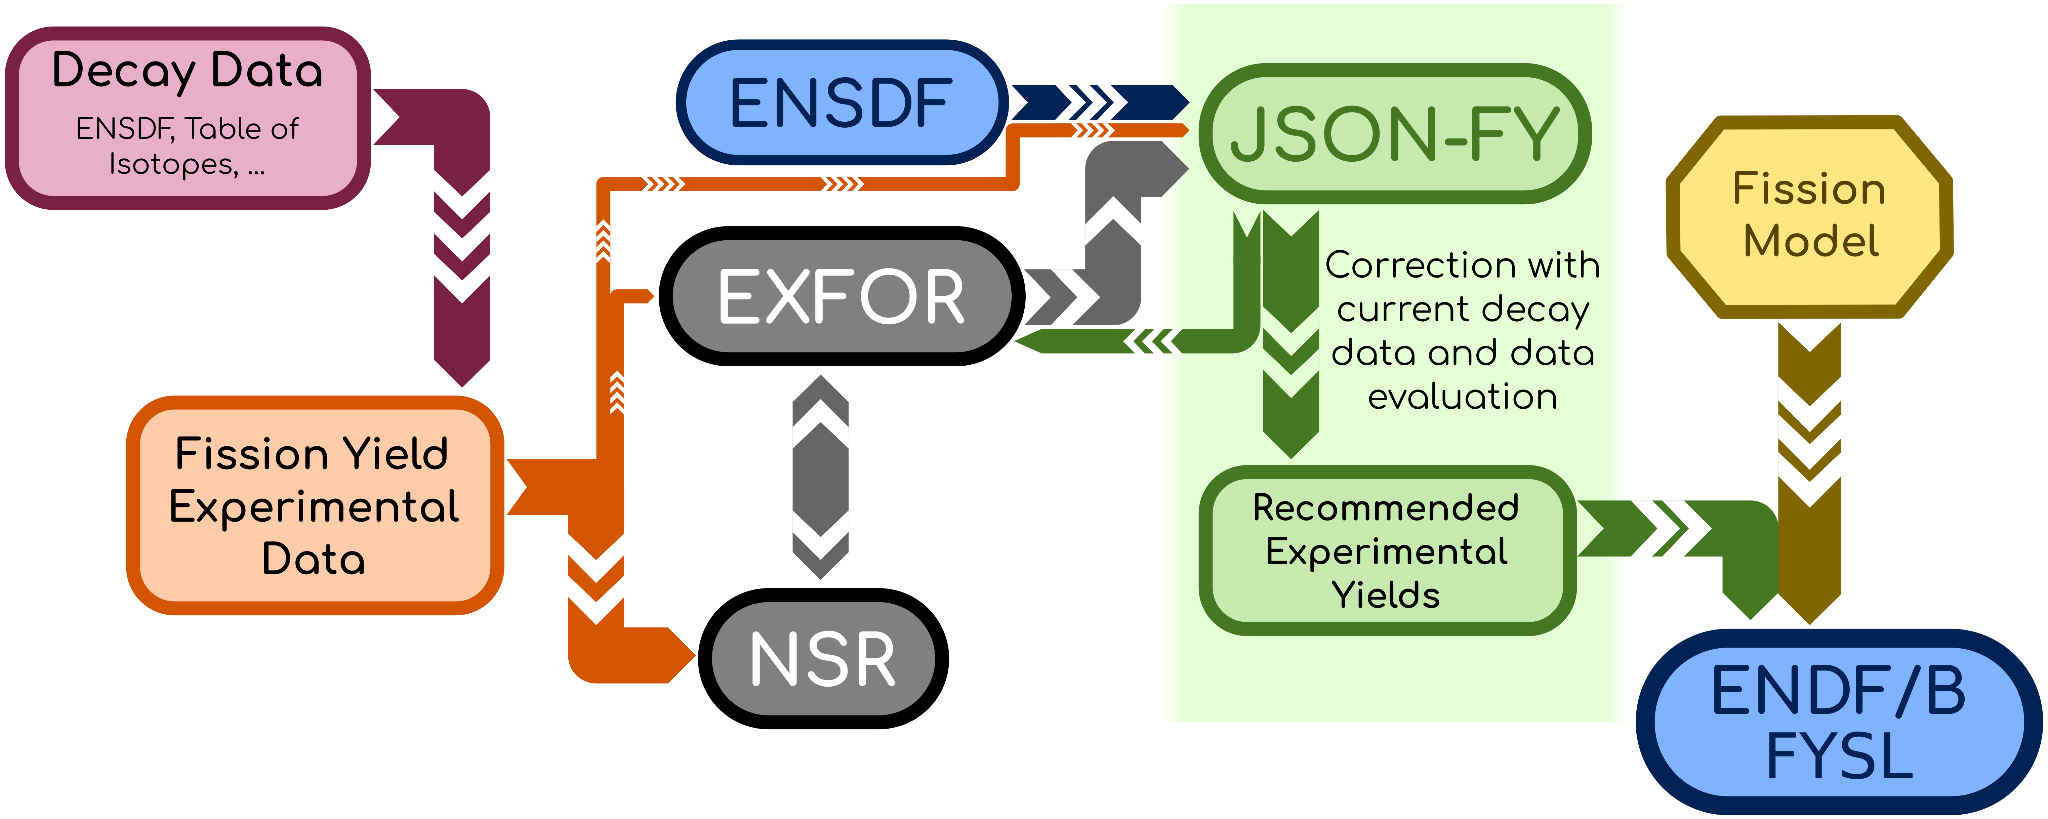 Decay Data
ENSDF, Table of
Isotopes, ...
ENSDF
JSON-FY
Fission
Model
EXFOR
Correction with
current decay
data and data
evaluation
Fission Yield
Experimental
Data
Recommended
Experimental
Yields
NSR
ENDF/B
FYSL